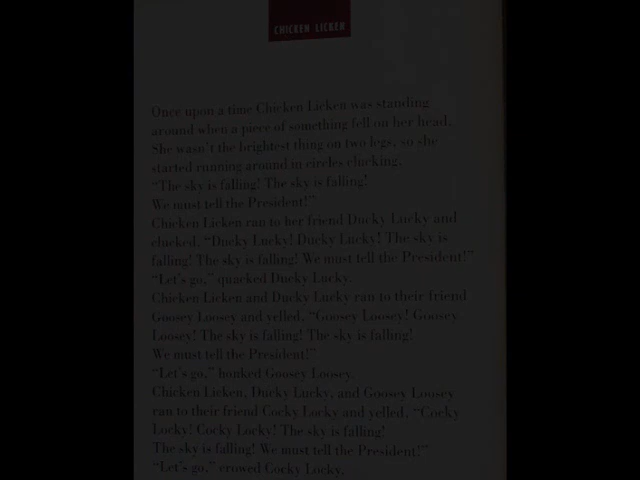 CHICKEN LICKEN
Once upon a time Chicken Licken was standing
around when a piece of something fell on her head.
She wasn't the brightest thing on two legs, so she
started running around in circles clucking,
"The sky is falling! The sky is falling!
We must tell the President!"
Chicken Licken ran to her friend Ducky Lucky and
clucked, "Ducky Lucky! Ducky Lucky! The sky is
falling! The sky is falling! We must tell the President!"
"Let's go," quacked Ducky Lucky.
Chicken Licken and Ducky Lucky ran to their friend
Goosey Loosey and yelled, "Goosey Loosey! Goosey
Loosey! The sky is falling! The sky is falling!
We must tell the President!"
"Let's go," honked Goosey Loosey.
Chicken Licken, Ducky Lucky, and Goosey Loosey
ran to their friend Cocky Locky and yelled, "Cocky
Locky! Cocky Locky! The sky is falling!
The sky is falling! We must tell the President!"
"Let's go," crowed Cocky Locky.